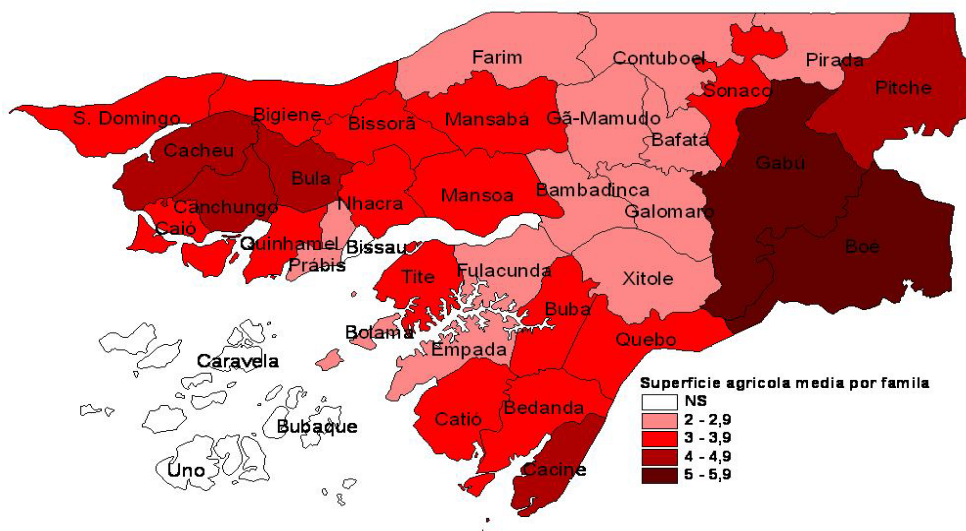 Farim
Contuboel
Pirada
Pitche
Sonaco
S. Domingo
Bigiene
Bissorã
Mansabá
Gã-Mamudo
Bafatá
Cacheu
Bula
Gabú
Canchungo
Nhacra
Mansoa
Bambadinca
Galomaro
Caió
Quinhamel
Bissau
Boe
Prábis
Tite
Fulacunda
Xitole
Bolama
Buba
Empada
Quebo
Caravela
Catió
Bedanda
Bubaque
Uno
Cacine
Superficie agricola media por famila
NS
2 - 2,9
3 - 3,9
4 - 4,9
5 - 5,9